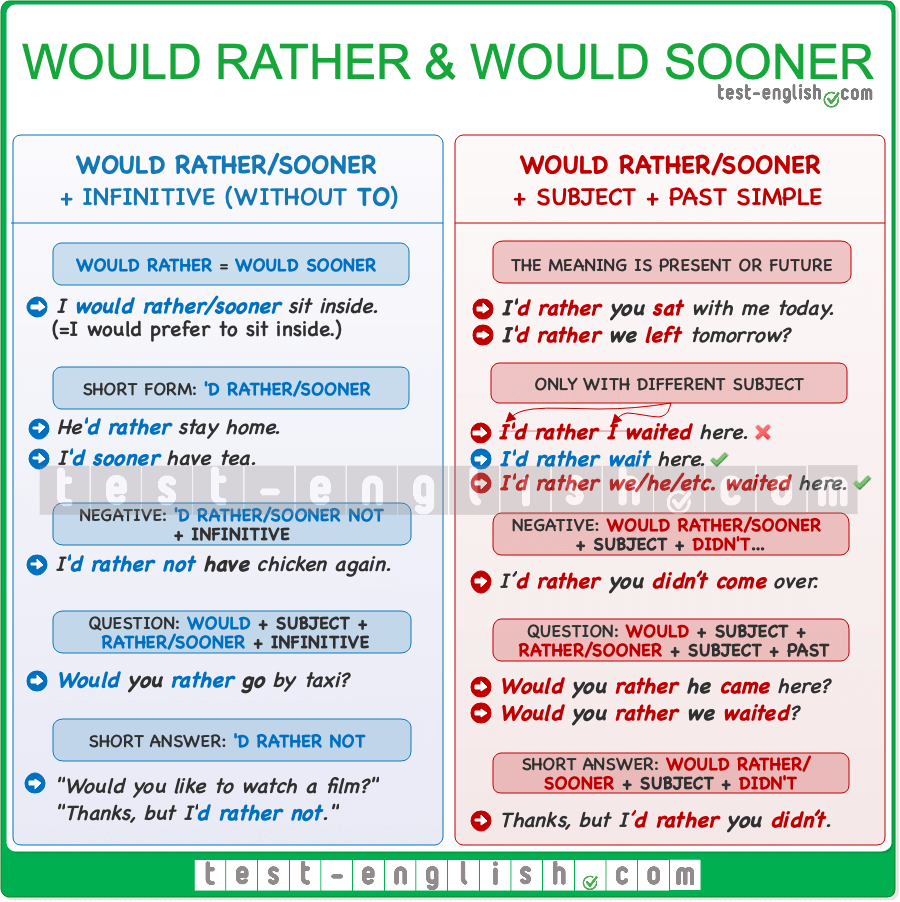 WOULD RATHER & WOULD SOONER
test-english.com
WOULD RATHER/SOONER
+ INFINITIVE (WITHOUT TO)
WOULD RATHER = WOULD SOONER
I would rather/sooner sit inside.
(=I would prefer to sit inside.)
SHORT FORM: 'D RATHER/SOONER
He'd rather stay home.
I'd sooner have tea.
NEGATIVE: 'D RATHER/SOONER NOT
+ INFINITIVE
I'd rather not have chicken again.
QUESTION: WOULD + SUBJECT +
RATHER/SOONER + INFINITIVE
Would you rather go by taxi?
SHORT ANSWER: 'D RATHER NOT
"Would you like to watch a film?"
"Thanks, but I'd rather not."
WOULD RATHER/SOONER
+ SUBJECT + PAST SIMPLE
THE MEANING IS PRESENT OR FUTURE
I'd rather you sat with me today.
I'd rather we left tomorrow?
ONLY WITH DIFFERENT SUBJECT
I'd rather I waited here. ❌
I'd rather wait here. ✔
I'd rather we/he/etc. waited here. ✔
NEGATIVE: WOULD RATHER/SOONER
+ SUBJECT + DIDN'T...
I'd rather you didn't come over.
QUESTION: WOULD + SUBJECT +
RATHER/SOONER + SUBJECT + PAST
Would you rather he came here?
Would you rather we waited?
SHORT ANSWER: WOULD RATHER/
SOONER + SUBJECT + DIDN'T
Thanks, but I'd rather you didn't.
test-english.com
test-english.com